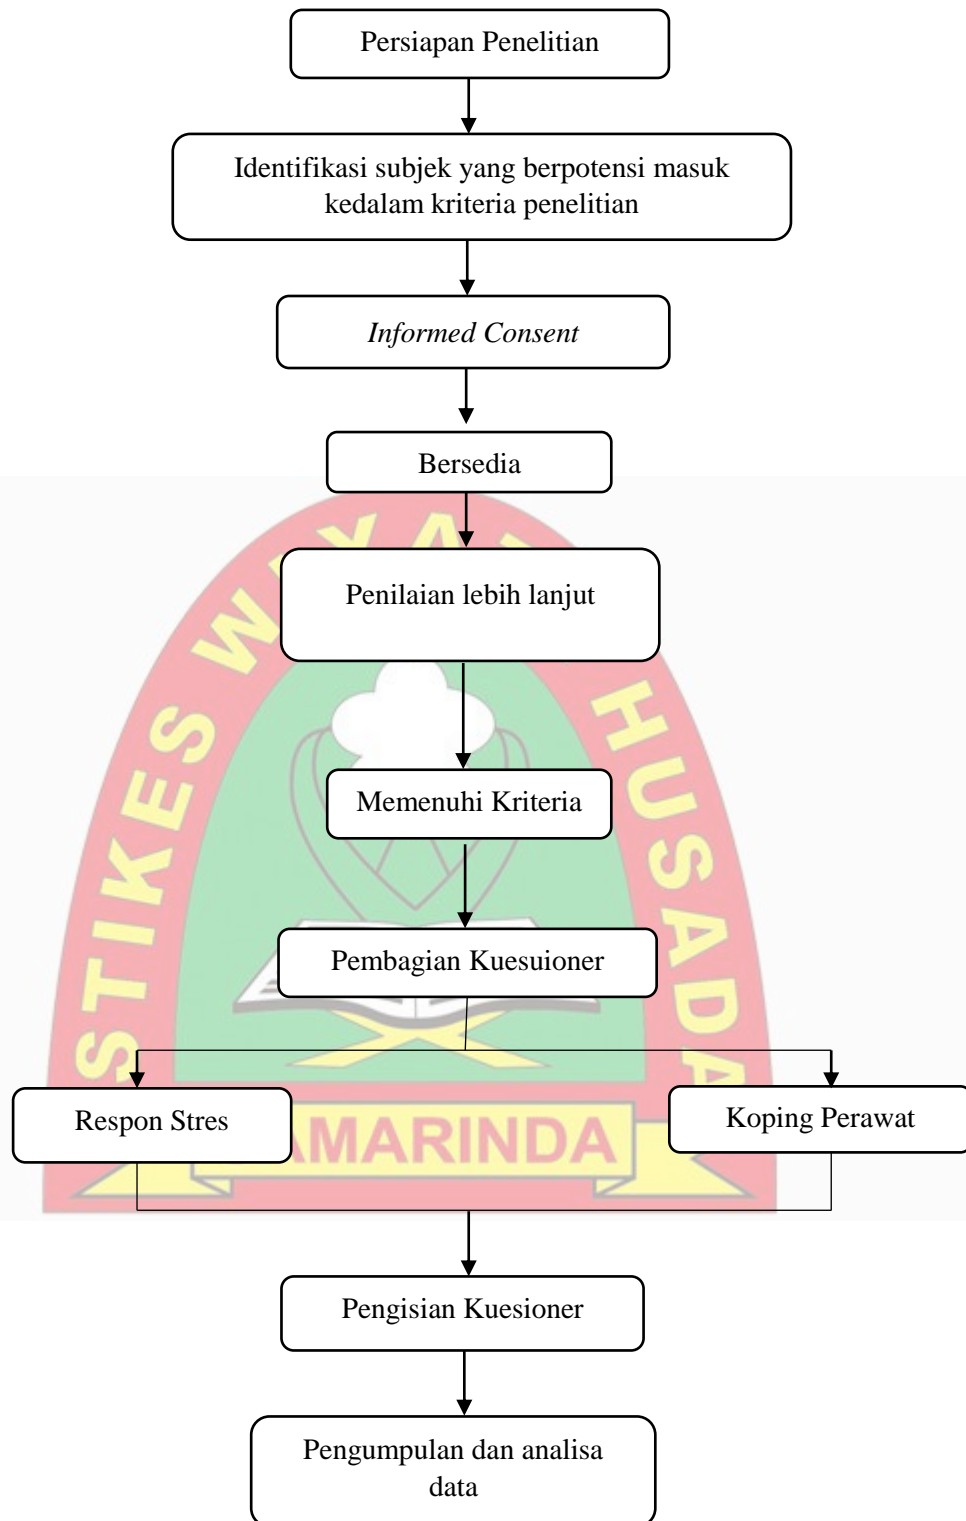 Persiapan Penelitian
Identifikasi subjek yang berpotensi masuk
kedalam kriteria penelitian
Informed Consent
Bersedia
Penilaian lebih lanjut
Memenuhi Kriteria
Pembagian Kuesuioner
Respon Stres
Koping Perawat
Pengisian Kuesioner
Pengumpulan dan analisa
data
STIKES
HUSADA